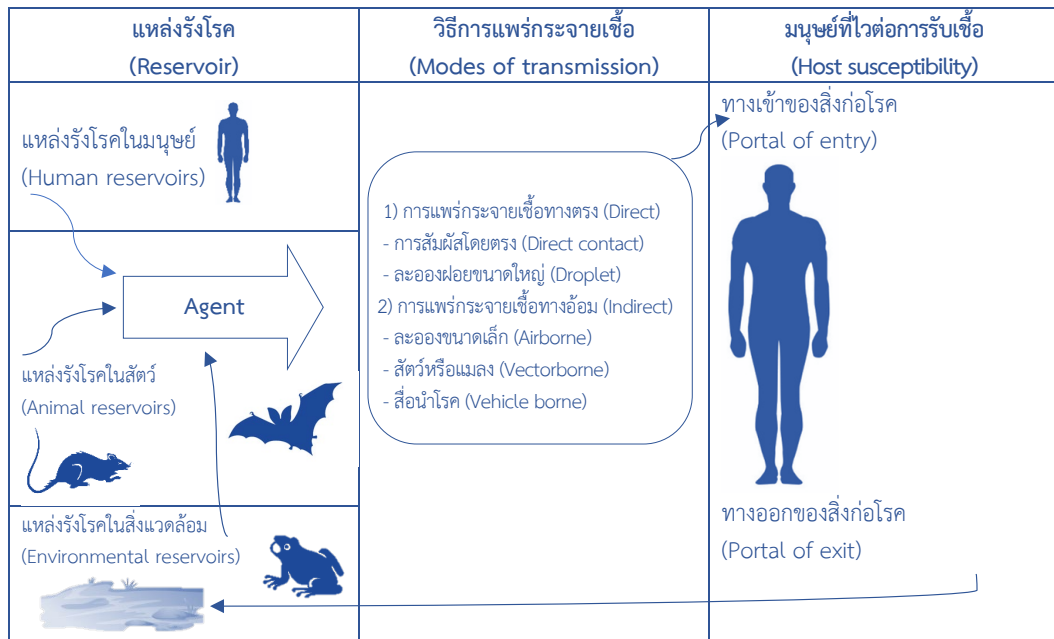 แหล่งรังโรค
(Reservoir)
วิธีการแพร่กระจายเชื้อ
(Modes of transmission)
มนุษย์ที่ไวต่อการรับเชื้อ
(Host susceptibility)
แหล่งรังโรคในมนุษย์
(Human reservoirs)
Agent
แหล่งรังโรคในสัตว์
(Animal reservoirs)
แหล่งรังโรคในสิ่งแวดล้อม
(Environmental reservoirs)
1) การแพร่กระจายเชื้อทางตรง (Direct)
- การสัมผัสโดยตรง (Direct contact)
- ละอองฝอยขนาดใหญ่ (Droplet)
2) การแพร่กระจายเชื้อทางอ้อม (Indirect)
- ละอองขนาดเล็ก (Airborne)
- สัตว์หรือแมลง (Vectorborne)
- สื่อนำโรค (Vehicle borne)
ทางเข้าของสิ่งก่อโรค
(Portal of entry)
ทางออกของสิ่งก่อโรค
(Portal of exit)